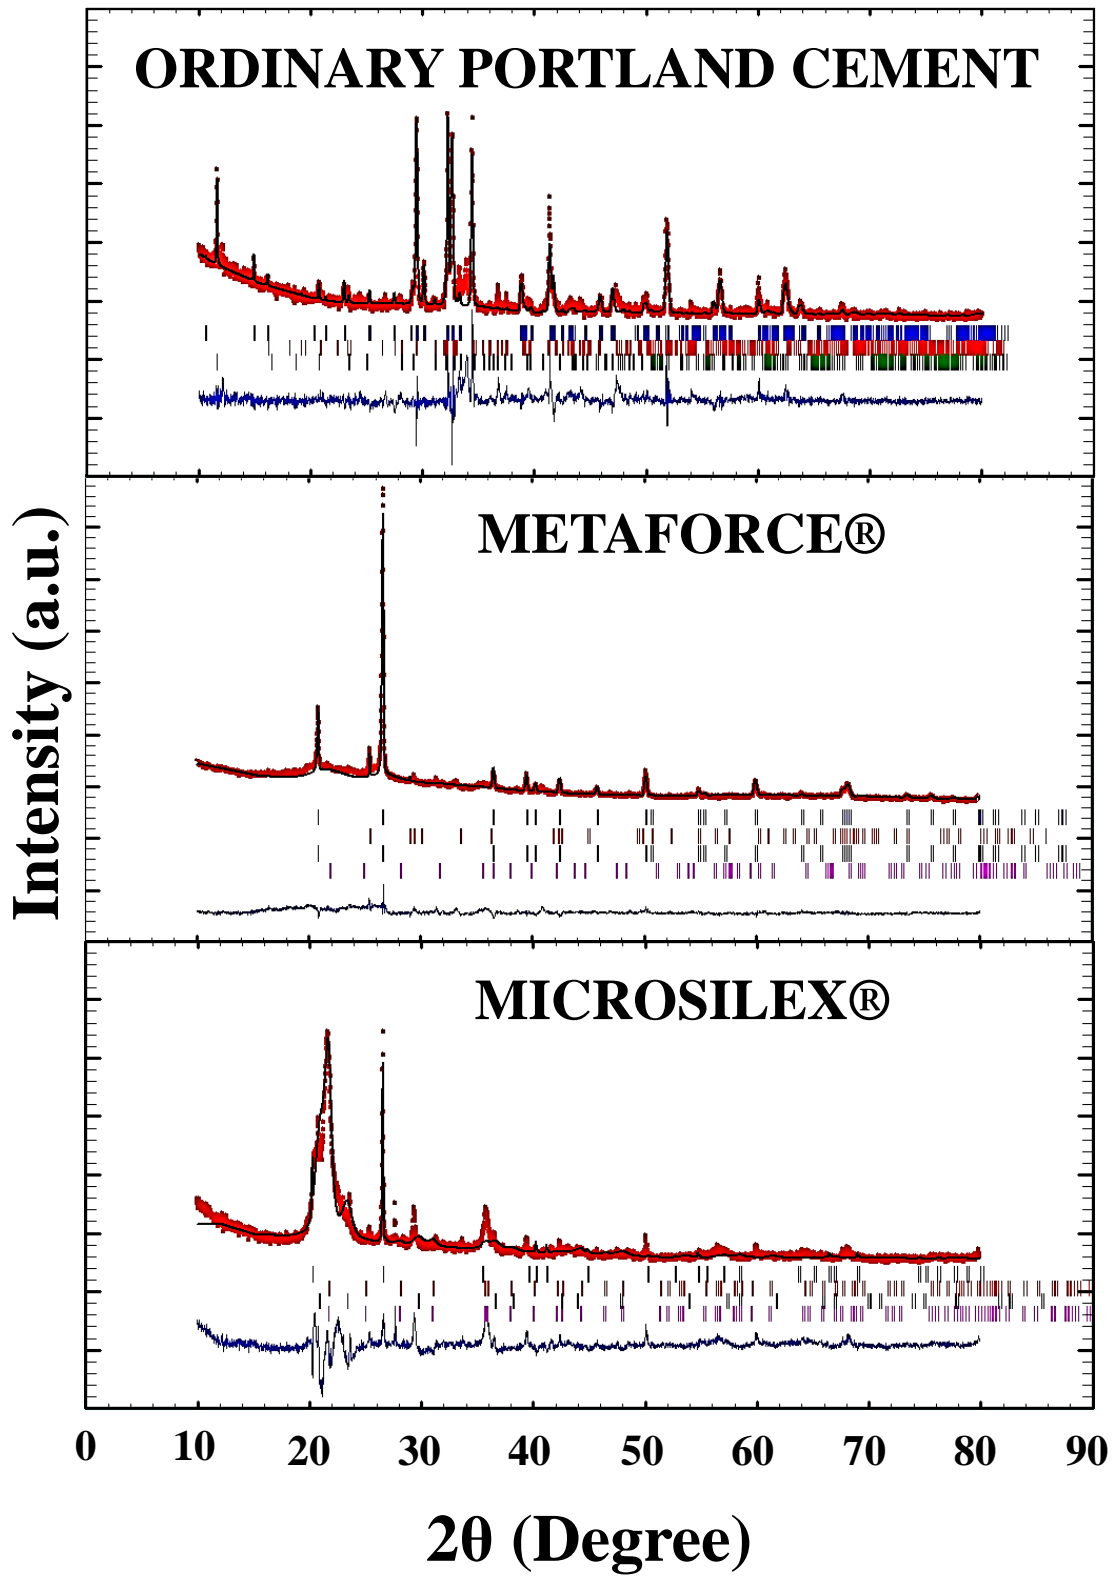 ORDINARY PORTLAND CEMENT
METAFORCE®
MICROSILEX®
Intensity (a.u.)
0 10 20 30 40 50 60 70 80 90
2θ (Degree)